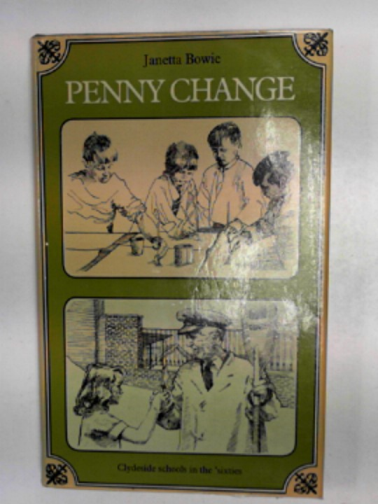 Janetta Bowie
PENNY CHANGE
Clydeside schools in the 'sixties